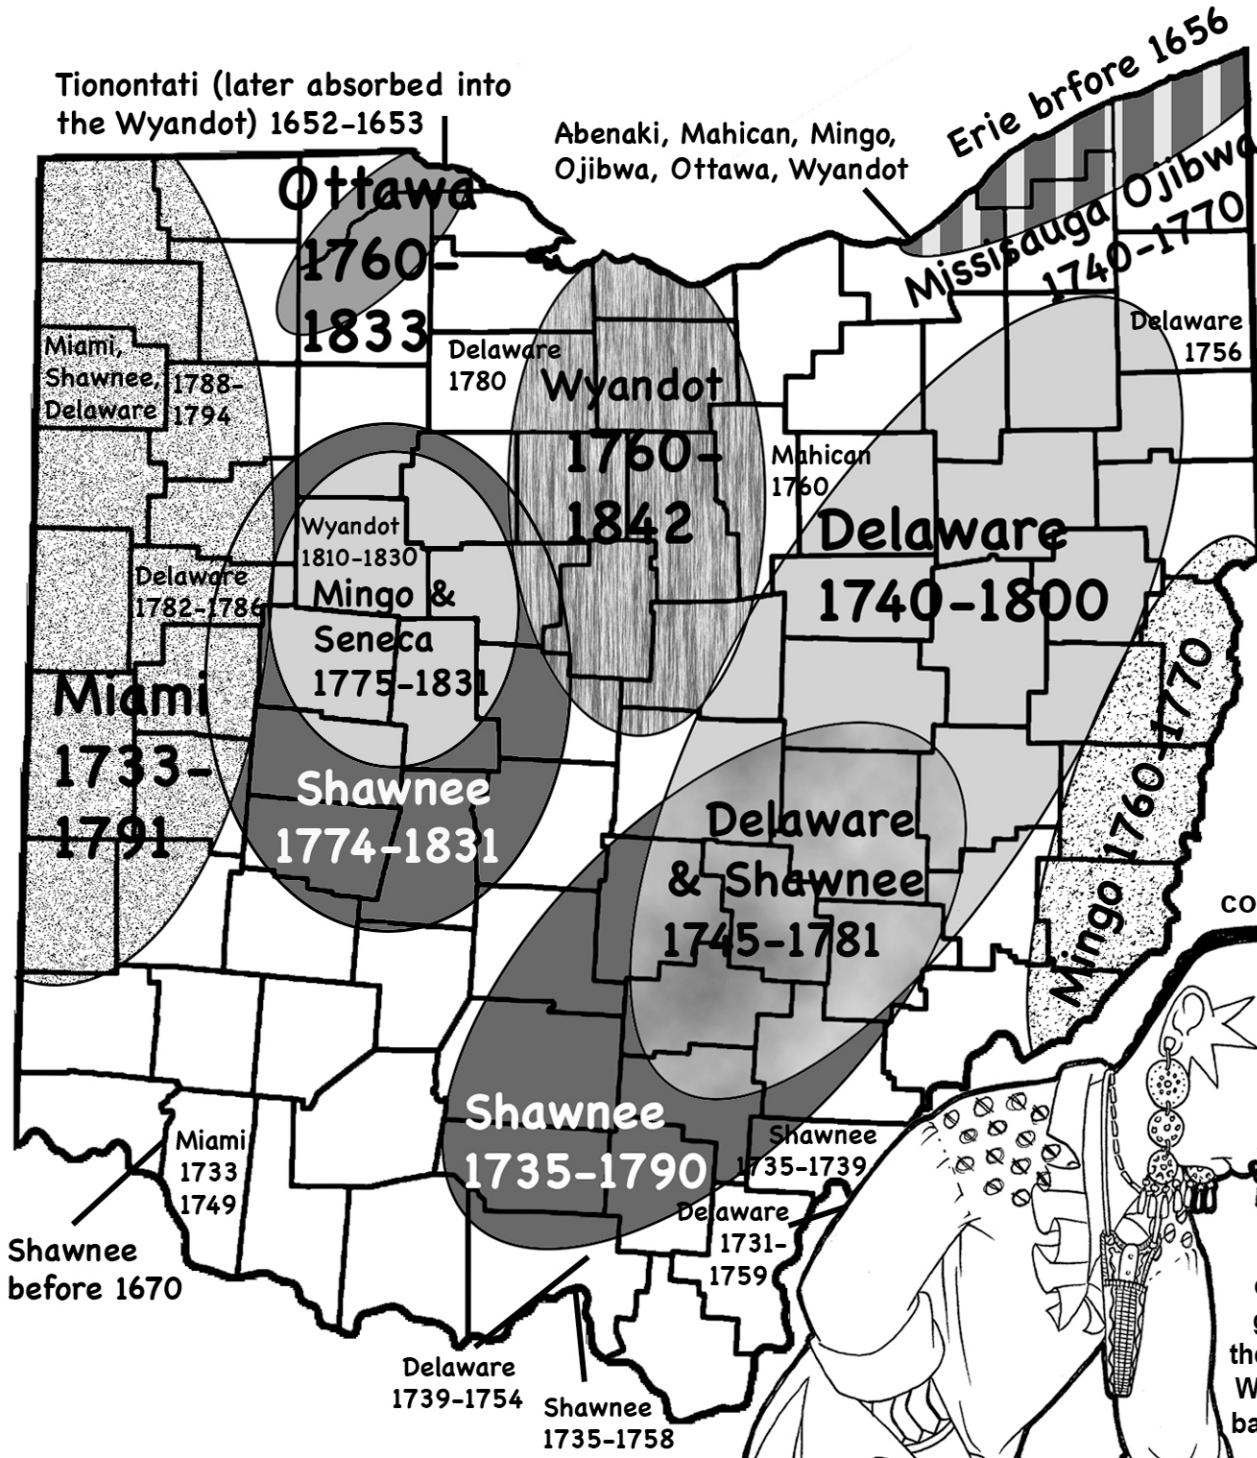 Tionontati (later absorbed into
the Wyandot) 1652-1653
Abenaki, Mahican, Mingo,
Ojibwa, Ottawa, Wyandot
Erie brfore 1656
Missisauga Ojibwa
1740-1770
Ottawa
1760-
1833
Delaware
1756
Miami,
Shawnee,
Delaware
1788-
1794
Delaware
1780
Wyandot
1760-
1842
Mahican
1760
Delaware
1740-1800
Wyandot
1810-1830
Mingo &
Seneca
1775-1831
Delaware
1782-1786
Miami
1733-
1791
Shawnee
1774-1831
Delaware
& Shawnee
1745-1781
Mingo 1760-1770
Shawnee
1735-1790
Shawnee
1735-1739
Miami
1733
1749
Delaware
1731-
1759
Shawnee
before 1670
Delaware
1739-1754
Shawnee
1735-1758
co
the
W
ba